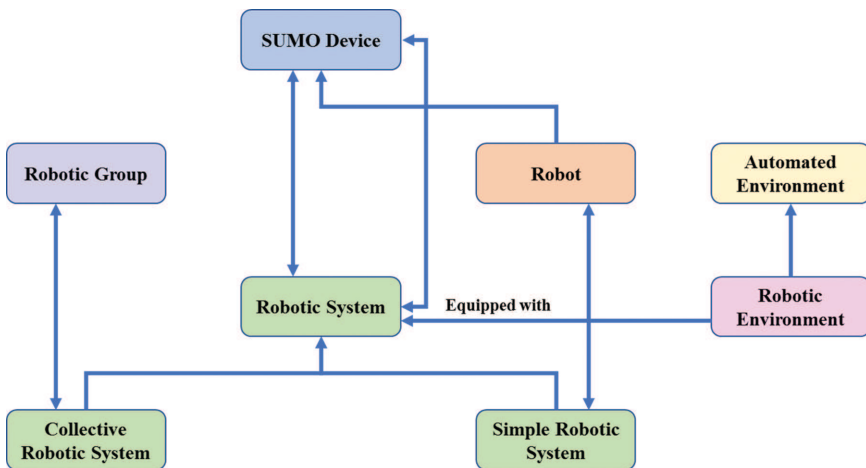 SUMO Device
Robotic Group
Robot
Automated
Environment
Robotic System
Equipped with
Robotic
Environment
Collective
Robotic System
Simple Robotic
System